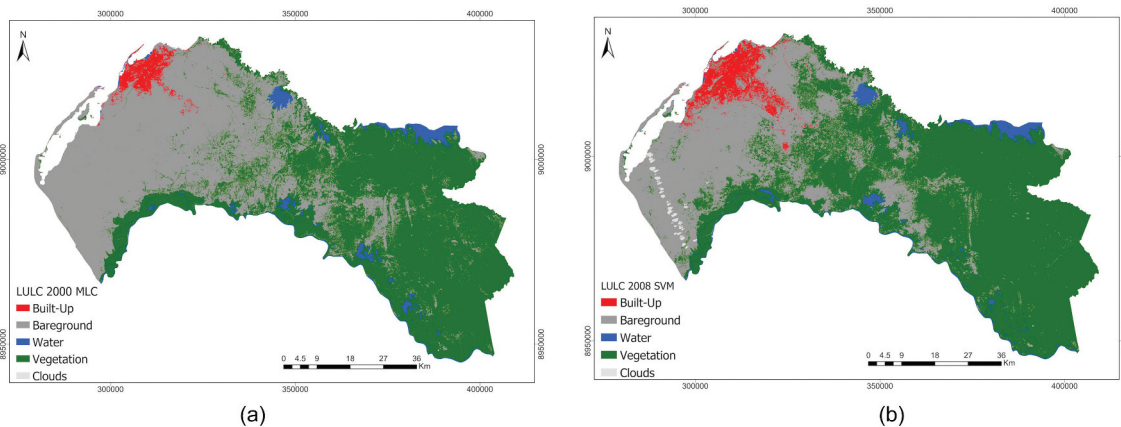 300000 350000 400000
N
9000000
8950000
LULC 2000 MLC
Built-Up
Bareground
Water
Vegetation
Clouds
0 4.5 9 18 27 36
Km
300000 350000 400000
(a)
300000 350000 400000
N
9000000
8950000
LULC 2008 SVM
Built-Up
Bareground
Water
Vegetation
Clouds
0 4.5 9 18 27 36
Km
300000 350000 400000
(b)